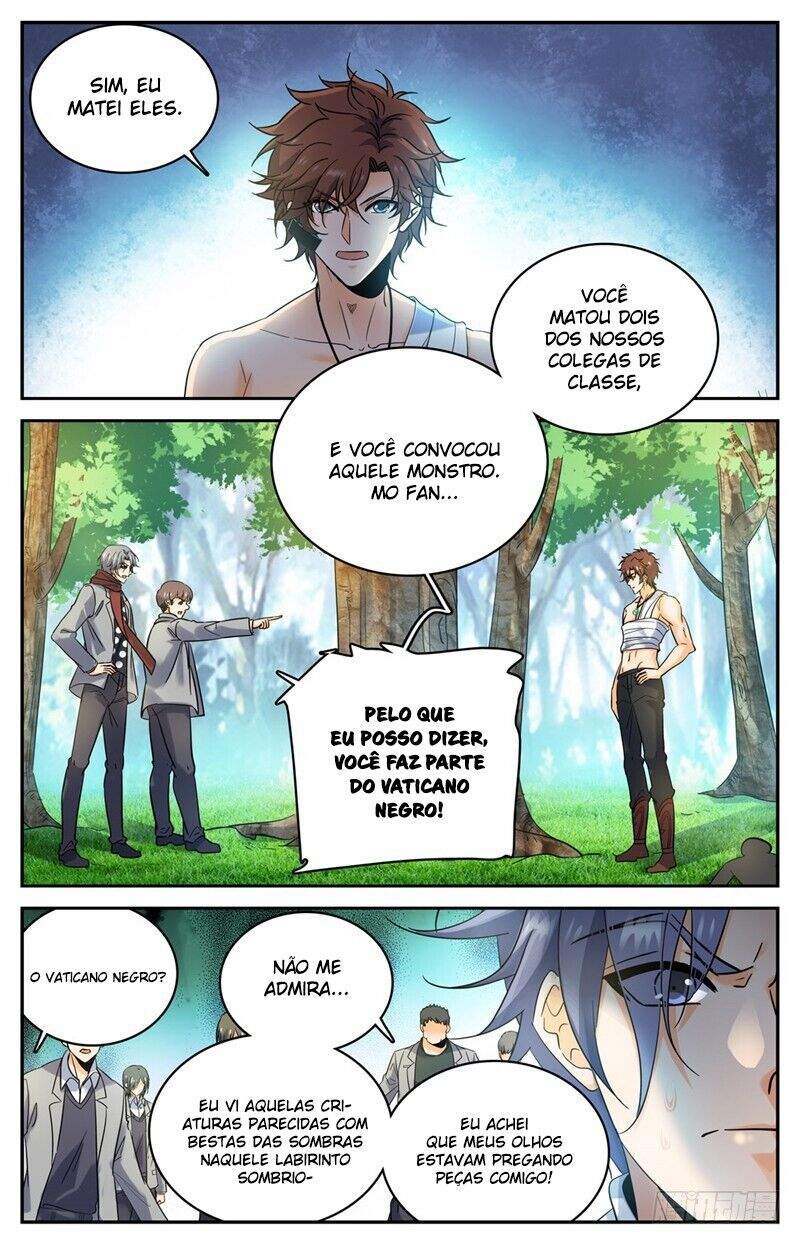 SIM, EU
MATEI ELES.
VOCÊ
MATOU DOIS
DOS NOSSOS
COLEGAS DE
CLASSE,
E VOCÊ CONVOCOU
AQUELE MONSTRO.
MO FAN...
PELO QUE
EU POSSO DIZER,
VOCÊ FAZ PARTE
DO VATICANO
NEGRO!
O VATICANO NEGRO?
NÃO ME
ADMIRA...
EU VI AQUELAS CRI-
ATURAS PARECIDAS COM
BESTAS DAS SOMBRAS
NAQUELE LABIRINTO
SOMBRIO-
EU ACHEI
QUE MEUS OLHOS
ESTAVAM PREGANDO
PEÇAS COMIGO!